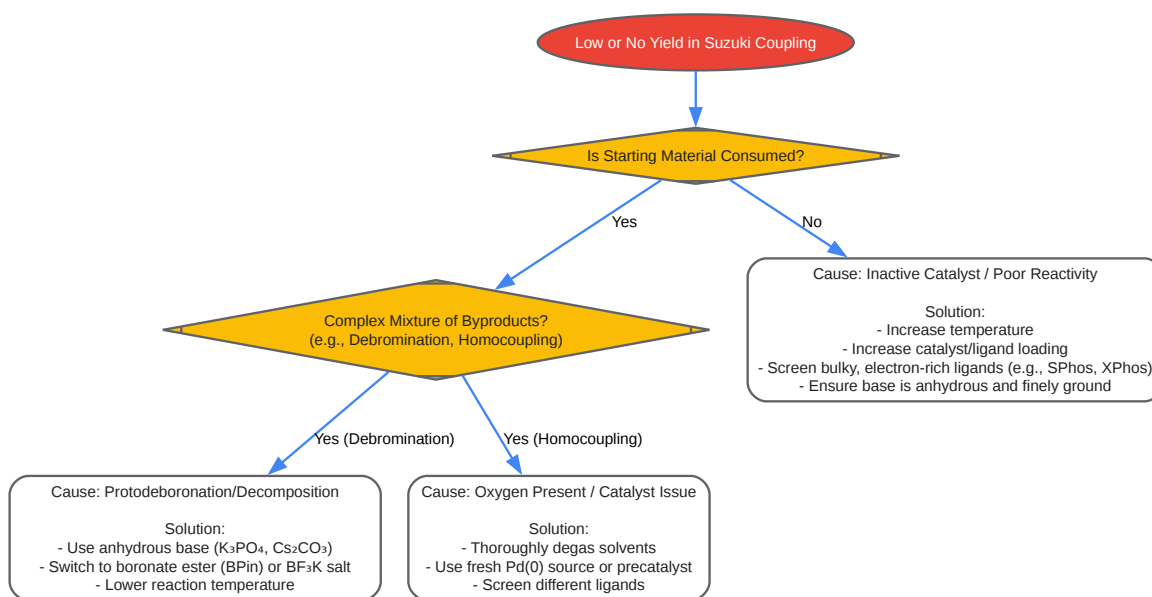 Low or No Yield in Suzuki Coupling
Is Starting Material Consumed?
Yes
No
Cause: Inactive Catalyst / Poor Reactivity
Solution:
- Increase temperature
- Increase catalyst/ligand loading
- Screen bulky, electron-rich ligands (e.g., SPhos, XPhos)
- Ensure base is anhydrous and finely ground
Complex Mixture of Byproducts?
(e.g., Debromination, Homocoupling)
Yes (Debromination)
Yes (Homocoupling)
Cause: Protodeboronation/Decomposition
Solution:
- Use anhydrous base (K₃PO₄, Cs₂CO₃)
- Switch to boronate ester (BPin) or BF₃K salt
- Lower reaction temperature
Cause: Oxygen Present / Catalyst Issue
Solution:
- Thoroughly degas solvents
- Use fresh Pd(0) source or precatalyst
- Screen different ligands